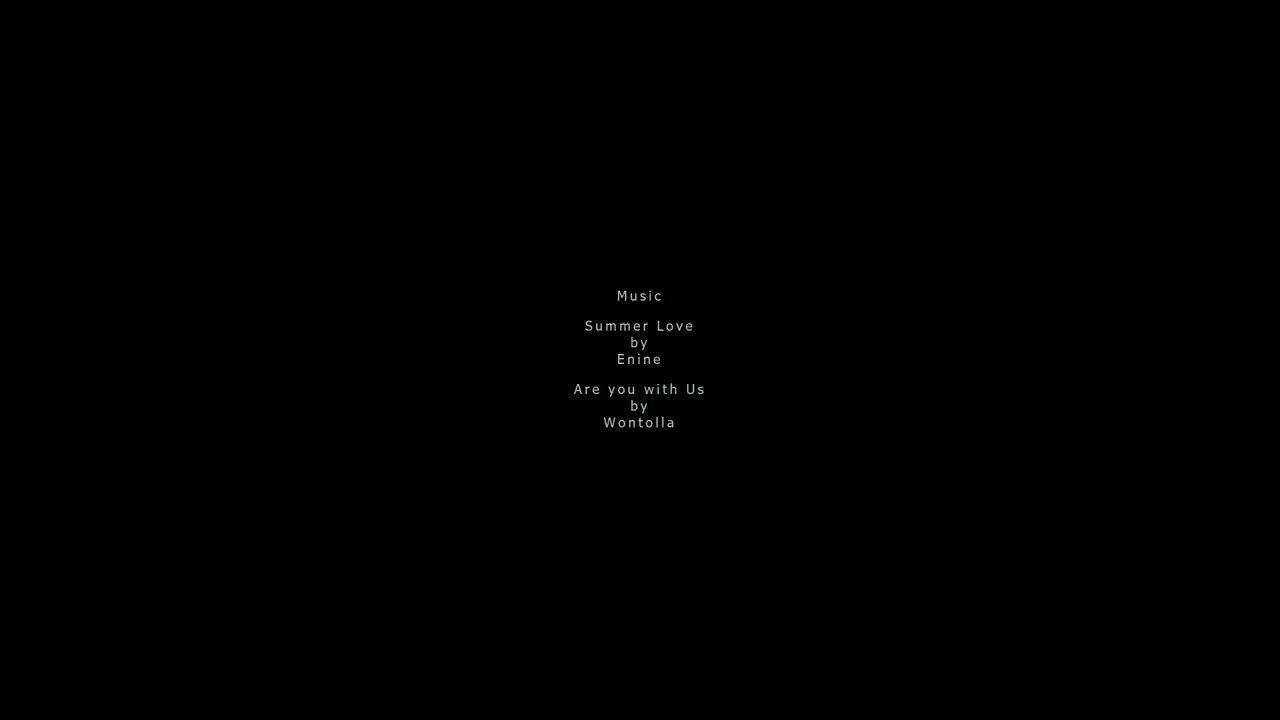 Music
Summer Love
by
Enine
Are you with Us
by
Wontolla